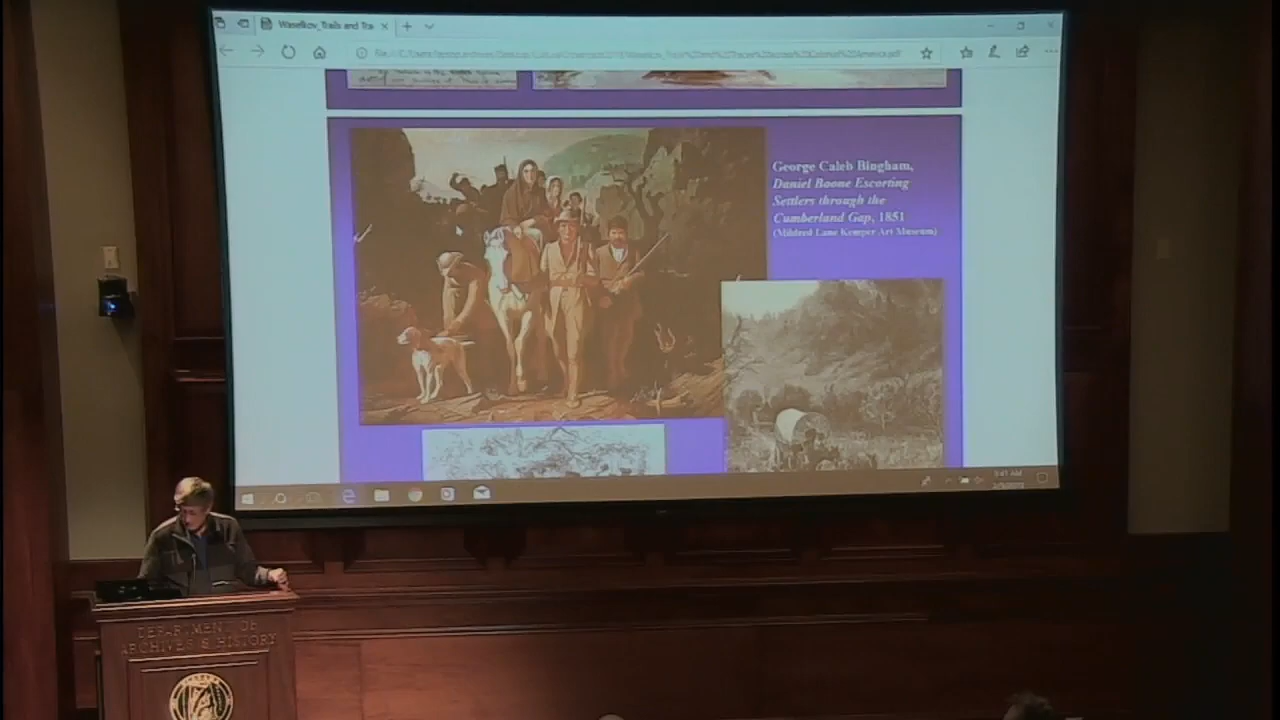 Waselkov_Trails and Tra
George Caleb Bingham,
Daniel Boone Escorting
Settlers through the
Cumberland Gap, 1851
(Mildred Lane Kemper Art Museum)
DEPARTMENT OF
ARCHIVES & HISTORY